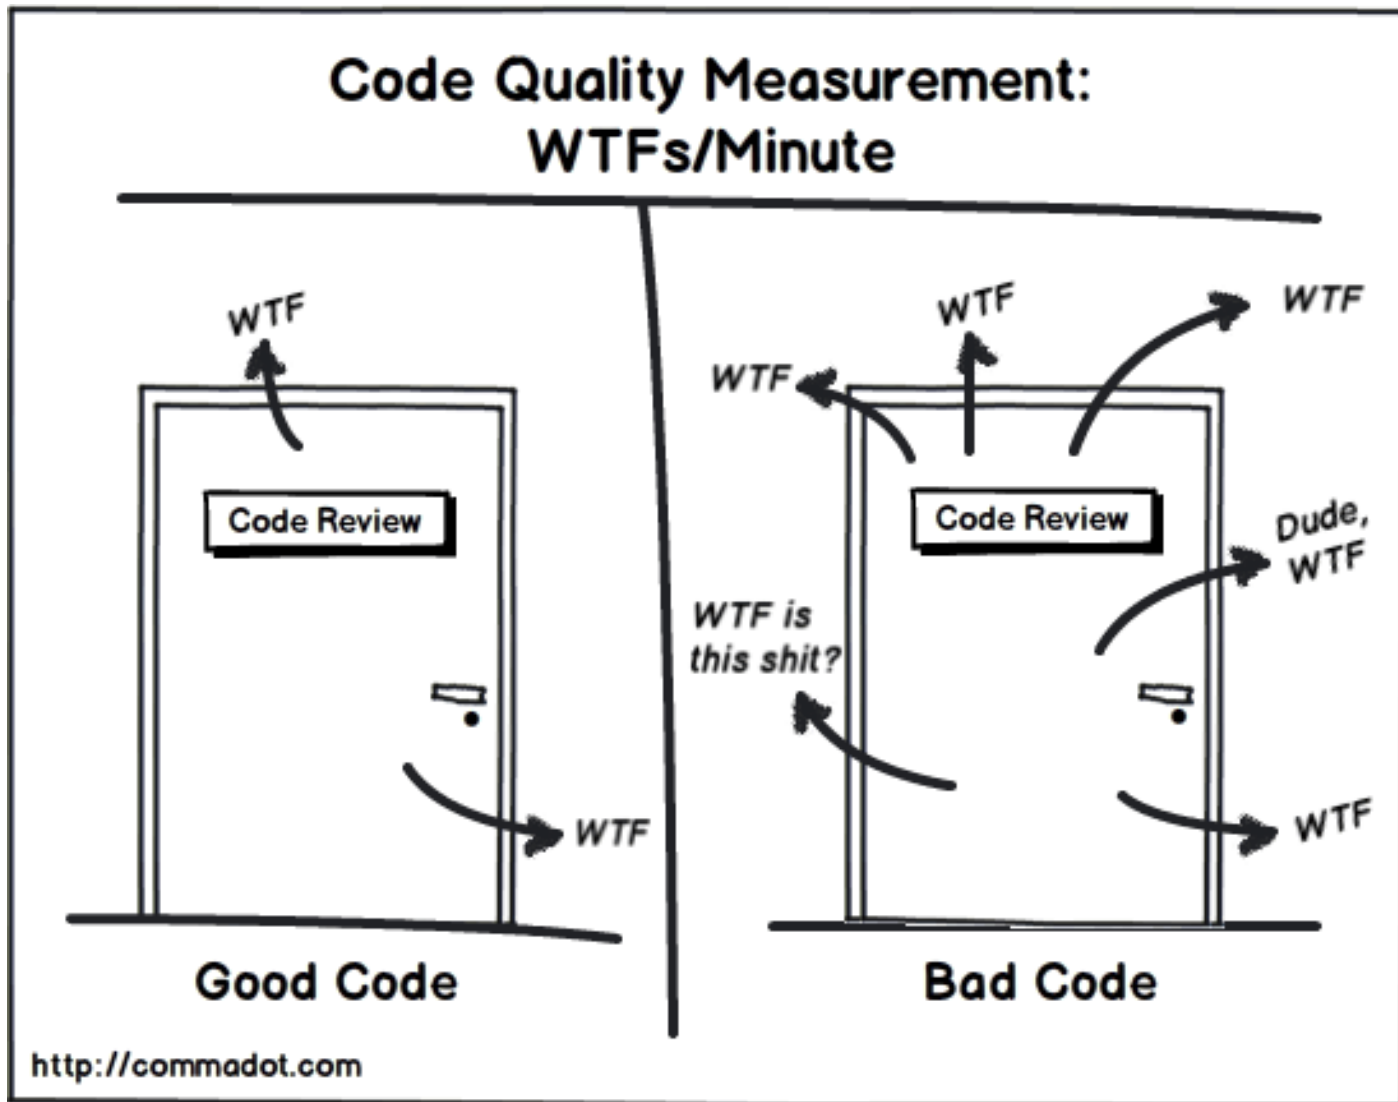 Code Quality Measurement:
WTFs/Minute
WTF
Code Review
WTF
Good Code
WTF
WTF
WTF
Code Review
Dude,
WTF
WTF is
this shit?
WTF
Bad Code
http://commadot.com